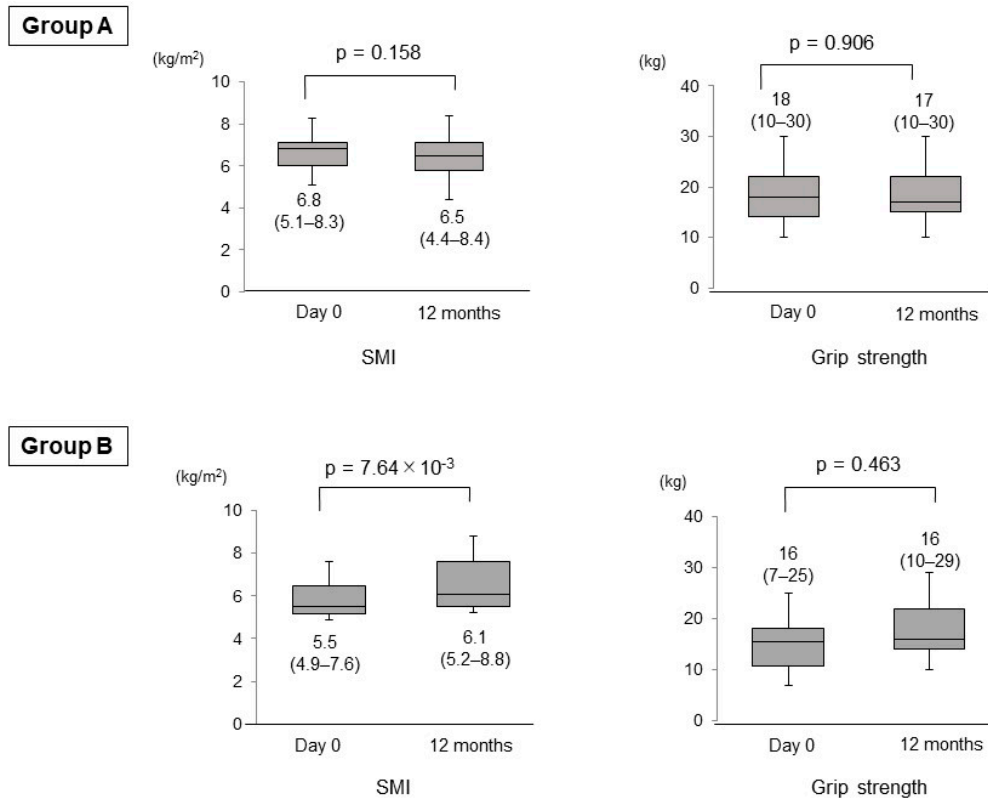 Group A
(kg/m²)
p = 0.158
10
8
6
4
2
0
6.8
(5.1–8.3)
6.5
(4.4–8.4)
Day 0
12 months
SMI
(kg)
p = 0.906
40
30
20
10
0
18
(10–30)
17
(10–30)
Day 0
12 months
Grip strength
Group B
(kg/m²)
p = 7.64 × 10⁻³
10
8
6
4
2
0
5.5
(4.9–7.6)
6.1
(5.2–8.8)
Day 0
12 months
SMI
(kg)
p = 0.463
40
30
20
10
0
16
(7–25)
16
(10–29)
Day 0
12 months
Grip strength